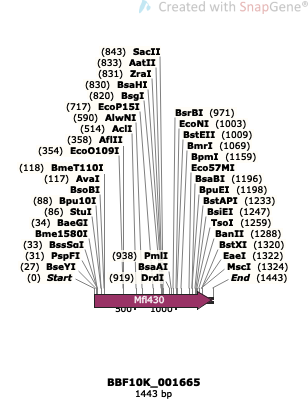 Created with SnapGene®
(843) SacII
(833) AatII
(831) ZraI
(830) BsaHI
(820) BsgI
(717) EcoP15I
(590) AlwNI
(514) AclI
(358) AflII
(354) EcoO109I
(118) BmeT110I
(117) AvaI
BsoBI
(88) Bpu10I
(86) StuI
(34) BaeGI
Bme1580I
(33) BssSαI
(31) PspFI
(27) BseYI
(0) Start
(938) PmlI
BsaAI
(919) DrdI
BsrBI (971)
EcoNI (1003)
BstEII (1009)
BmrI (1069)
BpmI (1159)
Eco57MI
BsaBI (1196)
BpuEI (1198)
BstAPI (1233)
BsiEI (1247)
TsoI (1259)
BanII (1288)
BstXI (1320)
EaeI (1322)
MscI (1324)
End (1443)
Mfl430
500 1000
BBF10K_001665
1443 bp